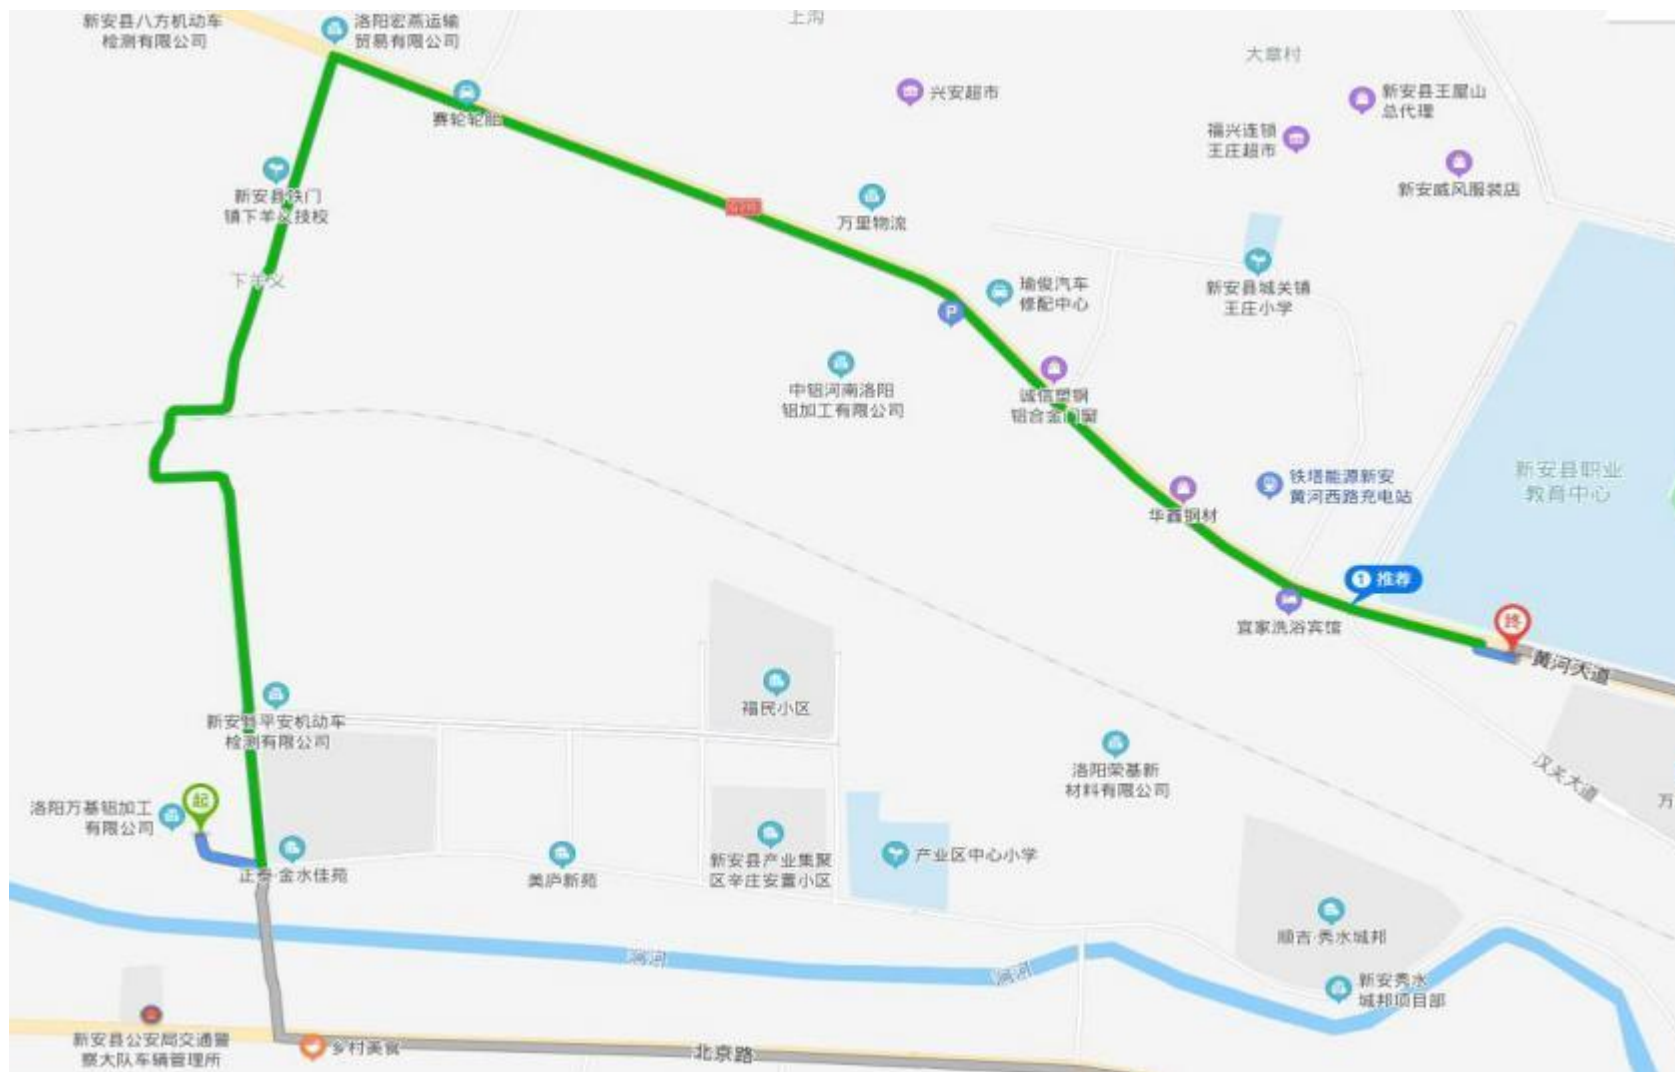 新安县八方机动车
检测有限公司
洛阳宏燕运输
贸易有限公司
上沟
大章村
赛轮轮胎
兴安超市
新安县王屋山
总代理
福兴连锁
王庄超市
新安威风服装店
新安县铁门
镇下羊义技校
下羊义
万里物流
瑜俊汽车
修配中心
P
新安县城关镇
王庄小学
中铝河南洛阳
铝加工有限公司
诚信塑钢
铝合金门窗
新安县职业
教育中心
铁塔能源新安
黄河西路充电站
华鑫钢材
1 推荐
宜家洗浴宾馆
终
黄河大道
福民小区
新安县平安机动车
检测有限公司
洛阳荣基新
材料有限公司
汉关大道
万
洛阳万基铝加工
有限公司
起
正泰·金水佳苑
美庐新苑
新安县产业集聚
区辛庄安置小区
产业区中心小学
顺吉·秀水城邦
涧河
涧河
新安秀水
城邦项目部
新安县公安局交通警
察大队车辆管理所
乡村美食
北京路